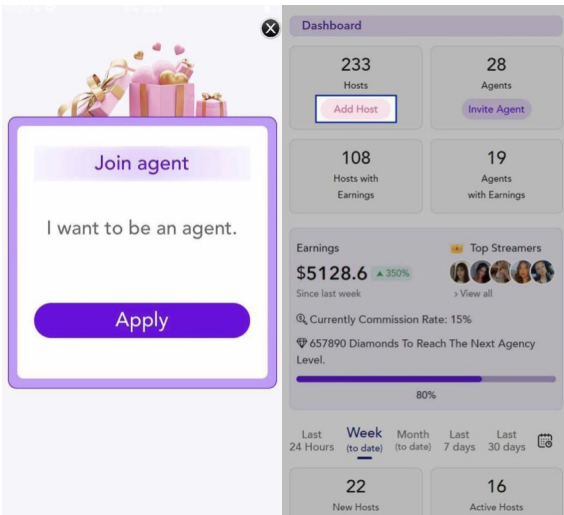 X
Join agent
I want to be an agent.
Apply
Dashboard
233
Hosts
Add Host
28
Agents
Invite Agent
108
Hosts with
Earnings
19
Agents
with Earnings
Earnings
$5128.6 ▲ 350%
Since last week
Top Streamers
> View all
Currently Commission Rate: 15%
657890 Diamonds To Reach The Next Agency
Level.
80%
Last
24 Hours
Week
(to date)
Month
(to date)
Last
7 days
Last
30 days
22
New Hosts
16
Active Hosts